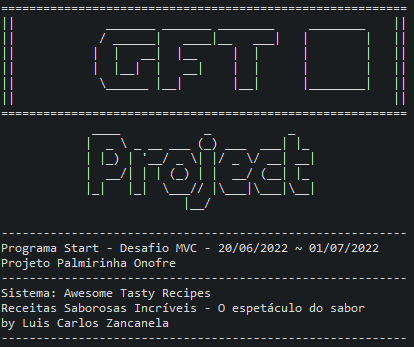 GFT
Project
Programa Start - Desafio MVC - 20/06/2022 ~ 01/07/2022
Projeto Palmirinha Onofre
Sistema: Awesome Tasty Recipes
Receitas Saborosas Incríveis - O espetáculo do sabor
by Luis Carlos Zancanela